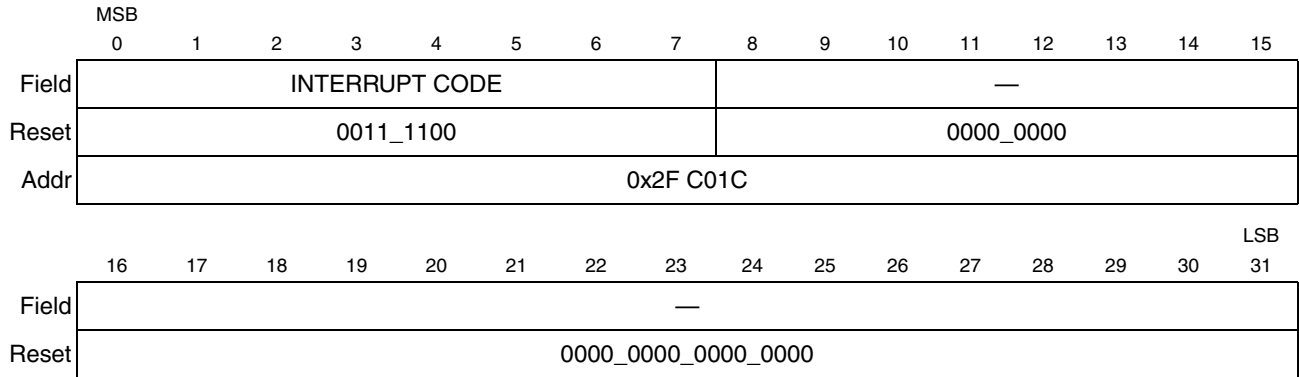 MSB
0 1 2 3 4 5 6 7 8 9 10 11 12 13 14 15
Field INTERRUPT CODE —
Reset 0011_1100 0000_0000
Addr 0x2F C01C
LSB
16 17 18 19 20 21 22 23 24 25 26 27 28 29 30 31
Field —
Reset 0000_0000_0000_0000